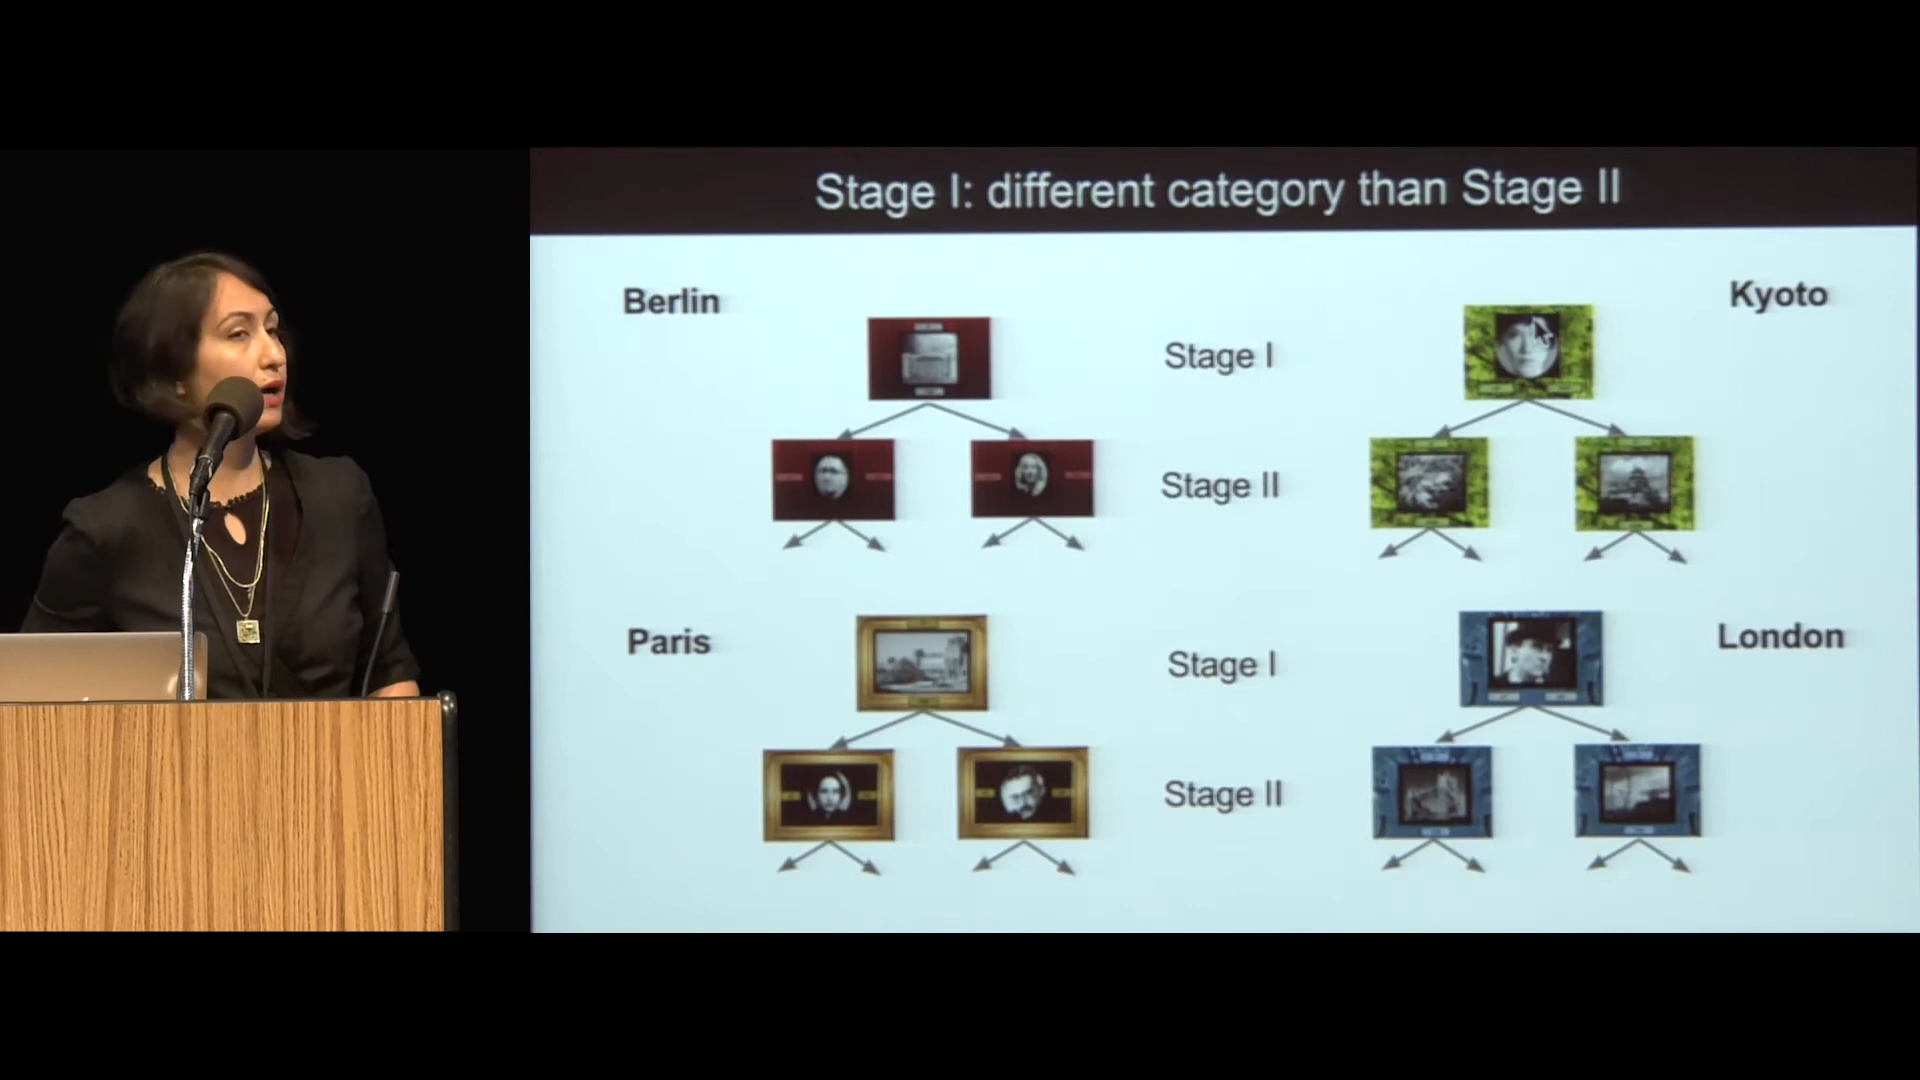 Stage I: different category than Stage II
Berlin
Kyoto
Stage I
Stage II
Paris
London
Stage I
Stage II